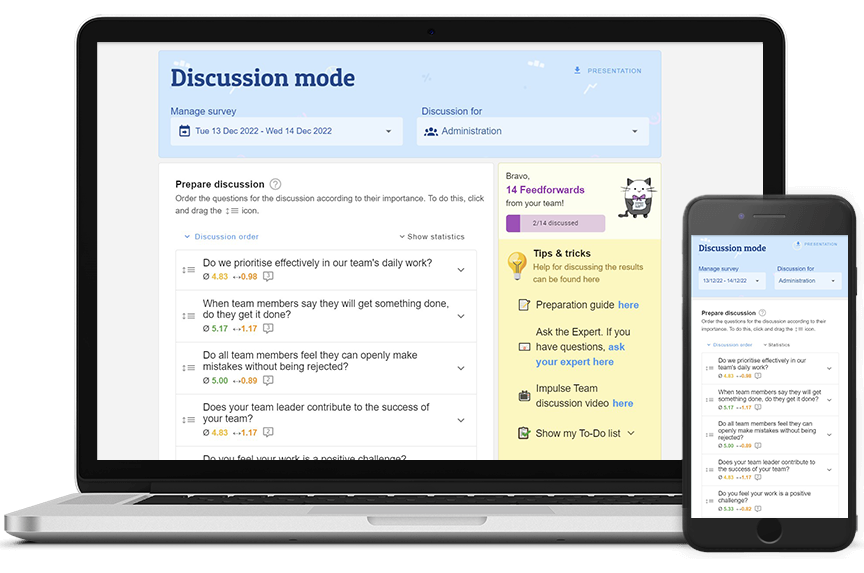 Discussion mode
PRESENTATION
Manage survey
Discussion for
Tue 13 Dec 2022 - Wed 14 Dec 2022
Administration
Prepare discussion ?
Order the questions for the discussion according to their importance. To do this, click
and drag the icon.
Discussion order
Show statistics
Do we prioritise effectively in our team's daily work?
Ø 4.83 ↔0.98
When team members say they will get something done,
do they get it done?
Ø 5.17 ↔1.17
Do all team members feel they can openly make
mistakes without being rejected?
Ø 5.00 ↔0.89
Does your team leader contribute to the success of
your team?
Ø 4.83 ↔1.17
Do you feel your work is a positive challenge?
Bravo,
14 Feedforwards
from your team!
2/14 discussed
Tips & tricks
Help for discussing the results
can be found here
Preparation guide here
Ask the Expert. If you
have questions, ask
your expert here
Impulse Team
discussion video here
Show my To-Do list
Discussion mode
PRESENTATION
Manage survey
Discussion for
13/12/22 - 14/12/22
Administration
Prepare discussion ?
Order the questions for the discussion according to their
importance. To do this, click and drag the icon.
Discussion order
Statistics
Do we prioritise effectively in our
team's daily work?
Ø 4.83 ↔0.98
When team members say they will get
something done, do they get it done?
Ø 5.17 ↔1.17
Do all team members feel they can
openly make mistakes without being
rejected?
Ø 5.00 ↔0.89
Does your team leader contribute to
the success of your team?
Ø 4.83 ↔1.17
Do you feel your work is a positive
challenge?
Ø 5.33 ↔0.82